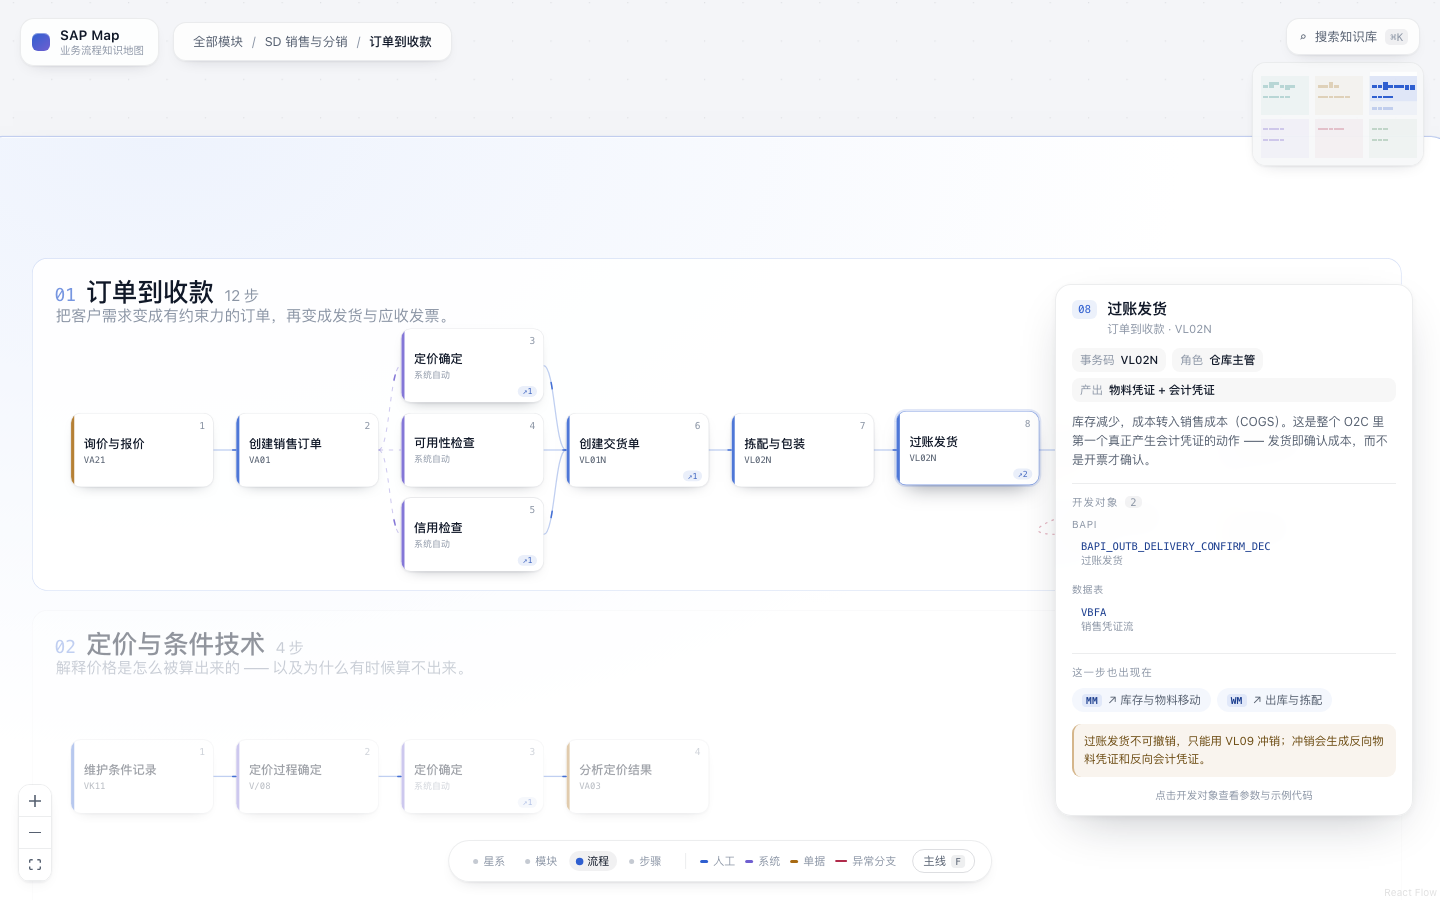 SAP Map
业务流程知识地图
全部模块 / SD 销售与分销 / 订单到收款
⌕ 搜索知识库 ⌘K
01 订单到收款 12 步
把客户需求变成有约束力的订单，再变成发货与应收发票。
1
询价与报价
VA21
2
创建销售订单
VA01
3
定价确定
系统自动
↗1
4
可用性检查
系统自动
5
信用检查
系统自动
↗1
6
创建交货单
VL01N
↗1
7
拣配与包装
VL02N
8
过账发货
VL02N
↗2
08 过账发货
订单到收款 · VL02N
事务码 VL02N 角色 仓库主管
产出 物料凭证 + 会计凭证
库存减少，成本转入销售成本（COGS）。这是整个 O2C 里
第一个真正产生会计凭证的动作 —— 发货即确认成本，而不
是开票才确认。
开发对象 2
BAPI
BAPI_OUTB_DELIVERY_CONFIRM_DEC
过账发货
数据表
VBFA
销售凭证流
这一步也出现在
MM ↗ 库存与物料移动 WM ↗ 出库与拣配
过账发货不可撤销，只能用 VL09 冲销；冲销会生成反向物
料凭证和反向会计凭证。
点击开发对象查看参数与示例代码
02 定价与条件技术 4 步
解释价格是怎么被算出来的 —— 以及为什么有时候算不出来。
1
维护条件记录
VK11
2
定价过程确定
V/08
3
定价确定
系统自动
↗1
4
分析定价结果
VA03
星系 模块 流程 步骤 人工 系统 单据 异常分支 主线 F
React Flow